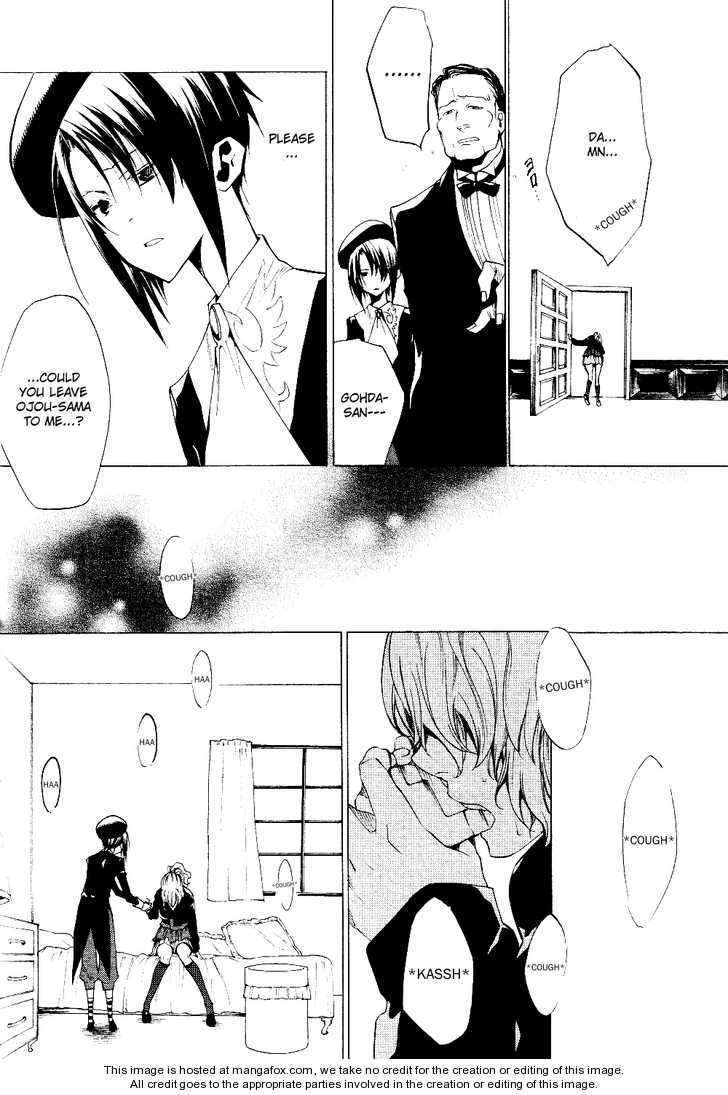 DA...
MN...
*COUGH*
......
GOHDA-
SAN---
PLEASE
...
...COULD
YOU LEAVE
OJOU-SAMA
TO ME...?
*COUGH*
*COUGH*
*COUGH*
*COUGH*
*KASSH*
HAA
HAA
HAA
*COUGH*
This image is hosted at mangafox.com, we take no credit for the creation or editing of this image.
All credit goes to the appropriate parties involved in the creation or editing of this image.